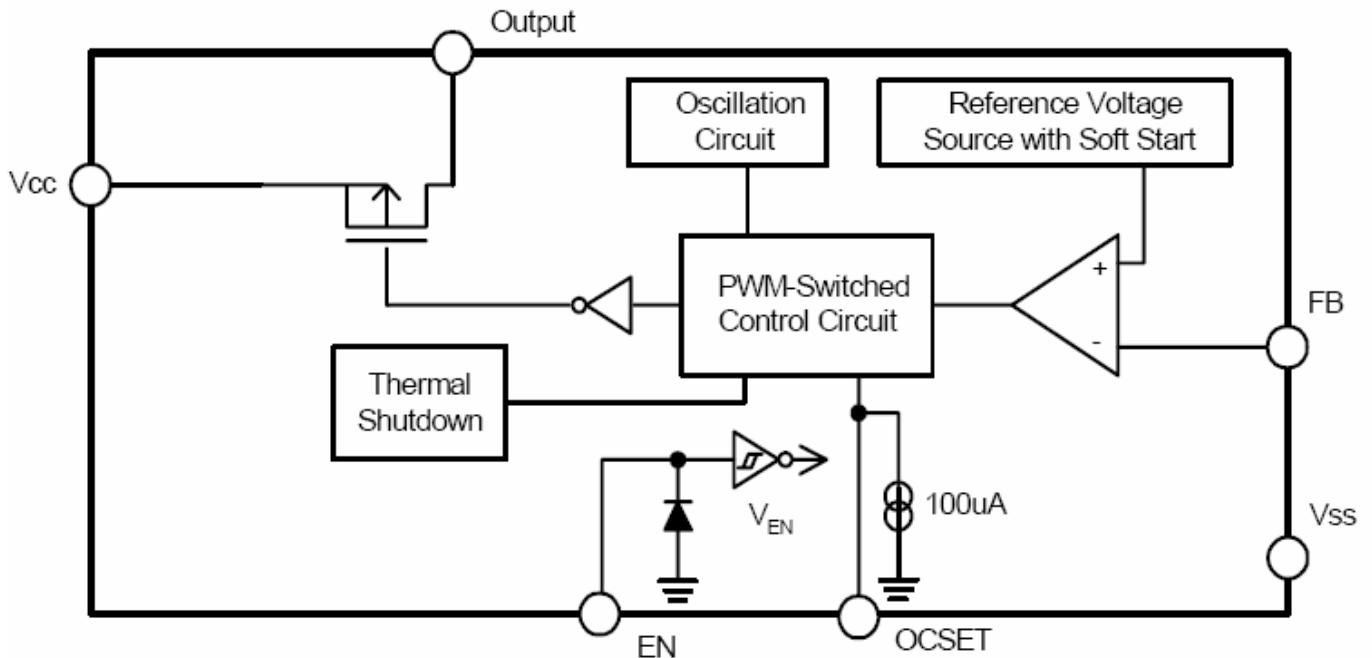 Output
Oscillation
Circuit
Reference Voltage
Source with Soft Start
Vcc
+
PWM-Switched
Control Circuit
-
FB
Thermal
Shutdown
VEN
100uA
Vss
EN
OCSET